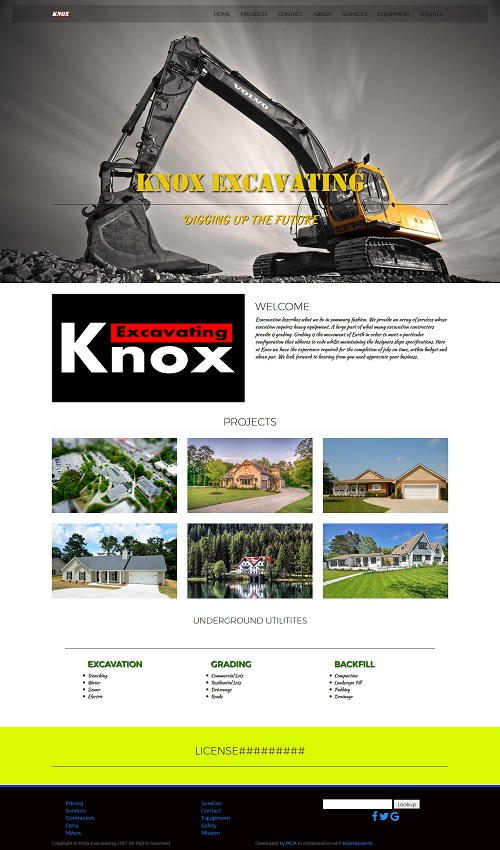 KNOX
HOME PROJECTS CONTACT ABOUT SERVICES EQUIPMENT UTILITIES
VOLVO
KNOX EXCAVATING
DIGGING UP THE FUTURE
Excavating
Knox
WELCOME
Excavation describes what we do in summary fashion. We provide an array of services whose
execution requires heavy equipment. A large part of what many excavation contractors
provide is grading. Grading is the movement of Earth in order to meet a particular
configuration that adheres to code whilst maintaining the designers slope specifications. Here
at Knox we have the experience required for the completion of jobs on time, within budget and
above par. We look forward to hearing from you and appreciate your business.
PROJECTS
UNDERGROUND UTILITITES
EXCAVATION
Trenching
Water
Sewer
Electric
GRADING
Commercial Lots
Residential Lots
Driveways
Roads
BACKFILL
Compaction
Landscape Fill
Padding
Drainage
LICENSE#########
Pricing
Services
Contractors
Osha
NVsos
Services
Contact
Equipment
Safety
Mission
Lookup
Copyright © Knox Excavating 2017. All Rights Reserved
Developed by MDX in collaboration with